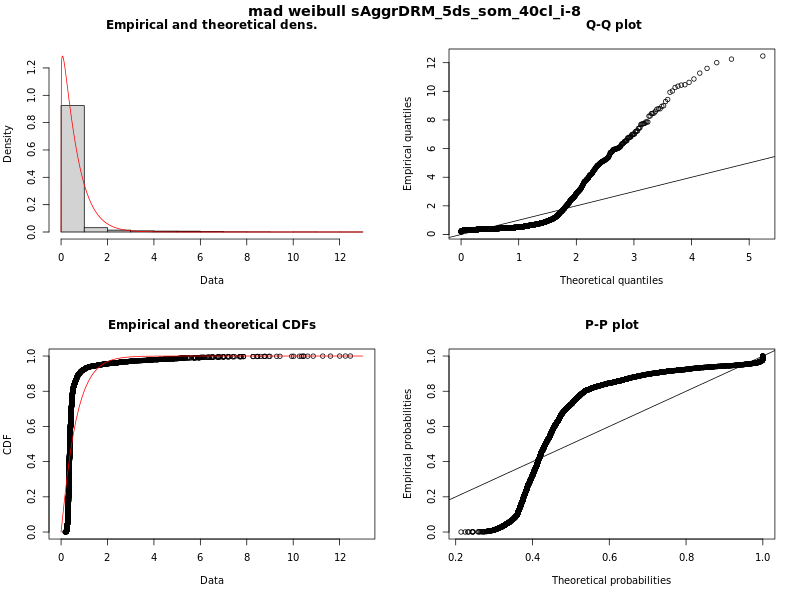 mad weibull sAggrDRM_5ds_som_40cl_i-8
Empirical and theoretical dens.
Density
0.0 0.2 0.4 0.6 0.8 1.0 1.2
0 2 4 6 8 10 12
Data
Q-Q plot
Empirical quantiles
0 2 4 6 8 10 12
0 1 2 3 4 5
Theoretical quantiles
Empirical and theoretical CDFs
CDF
0.0 0.2 0.4 0.6 0.8 1.0
0 2 4 6 8 10 12
Data
P-P plot
Empirical probabilities
0.0 0.2 0.4 0.6 0.8 1.0
0.2 0.4 0.6 0.8 1.0
Theoretical probabilities